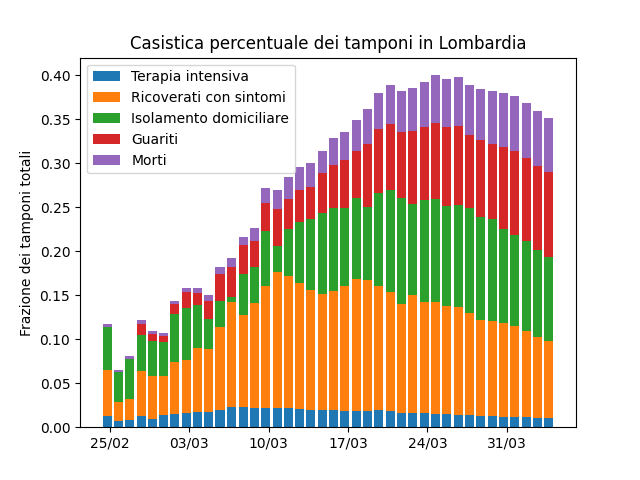 Casistica percentuale dei tamponi in Lombardia
Terapia intensiva
Ricoverati con sintomi
Isolamento domiciliare
Guariti
Morti
Frazione dei tamponi totali
0.40
0.35
0.30
0.25
0.20
0.15
0.10
0.05
0.00
25/02 03/03 10/03 17/03 24/03 31/03